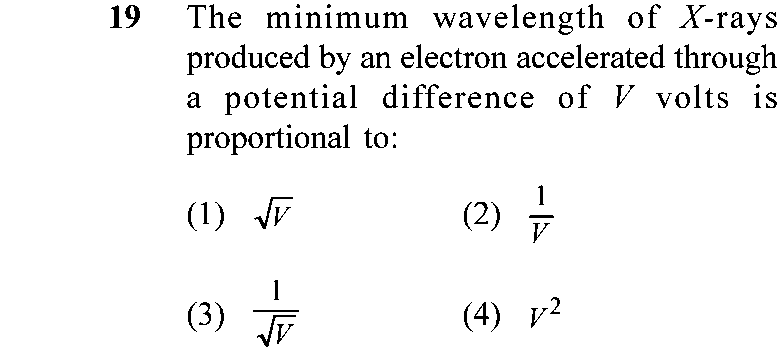 19 The minimum wavelength of X-rays
produced by an electron accelerated through
a potential difference of V volts is
proportional to:
(1) √V (2) 1/V
(3) 1/√V (4) V²